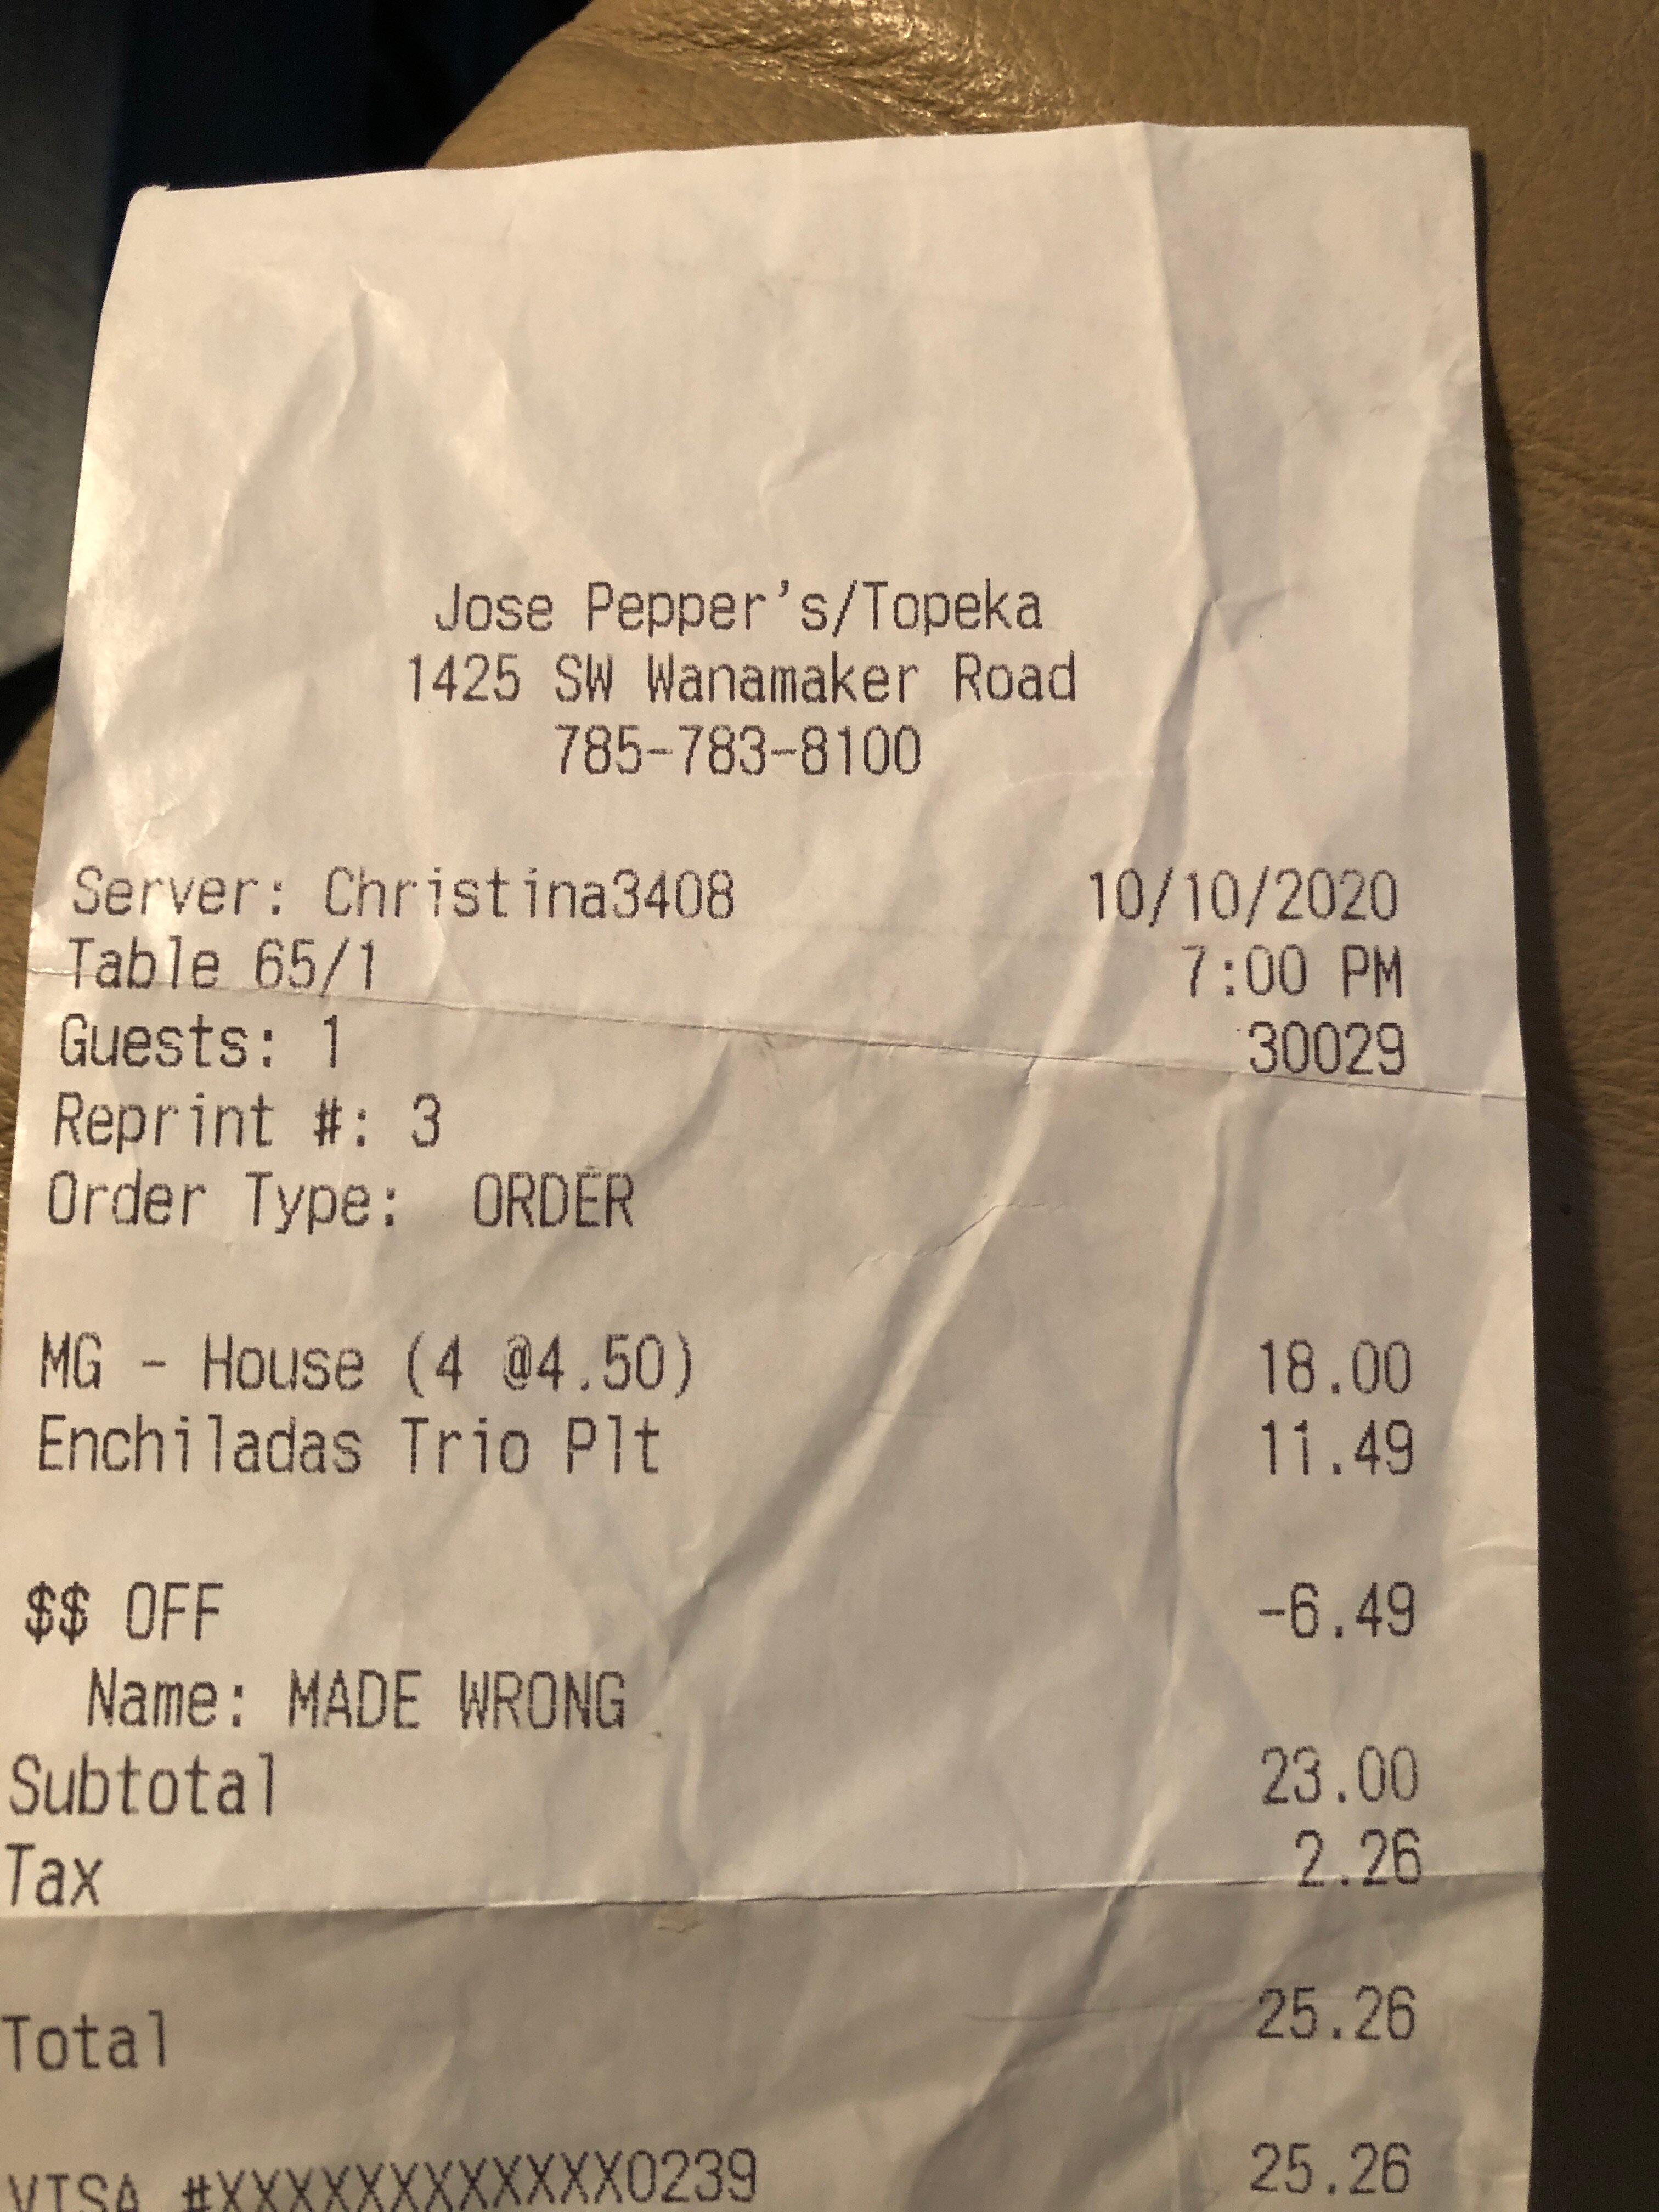 Jose Pepper's/Topeka
1425 SW Wanamaker Road
785-783-8100
Server: Christina3408 10/10/2020
Table 65/1 7:00 PM
Guests: 1 30029
Reprint #: 3
Order Type: ORDER
MG - House (4 @4.50) 18.00
Enchiladas Trio Plt 11.49
$$ OFF -6.49
Name: MADE WRONG
Subtotal 23.00
Tax 2.26
Total 25.26
VISA #XXXXXXXXXXXX0239 25.26